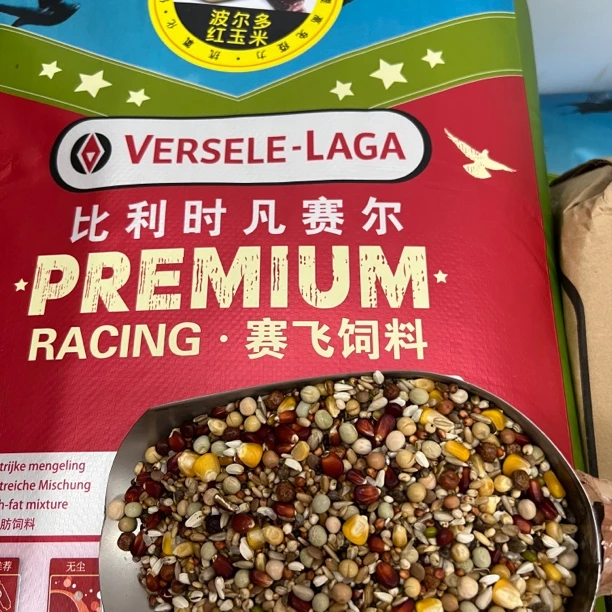 波尔多
红玉米
VERSELE-LAGA
比利时凡赛尔
PREMIUM
RACING · 赛飞饲料
trijke mengeling
treiche Mischung
h-fat mixture
肪饲料
无尘